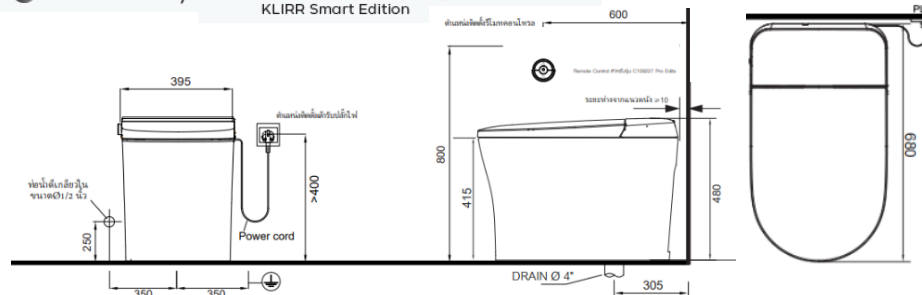 KLIRR Smart Edition
600
ตำแหน่งติดตั้งรีโมทคอนโทรล
395
ตำแหน่งติดตั้งเต้ารับปลั๊กไฟ
ระยะห่างจากแนวผนัง ≥10
800
>400
415
480
680
ท่อน้ำดีเกลียวใน
ขนาดØ1/2 นิ้ว
250
Power cord
DRAIN Ø 4"
350
350
305